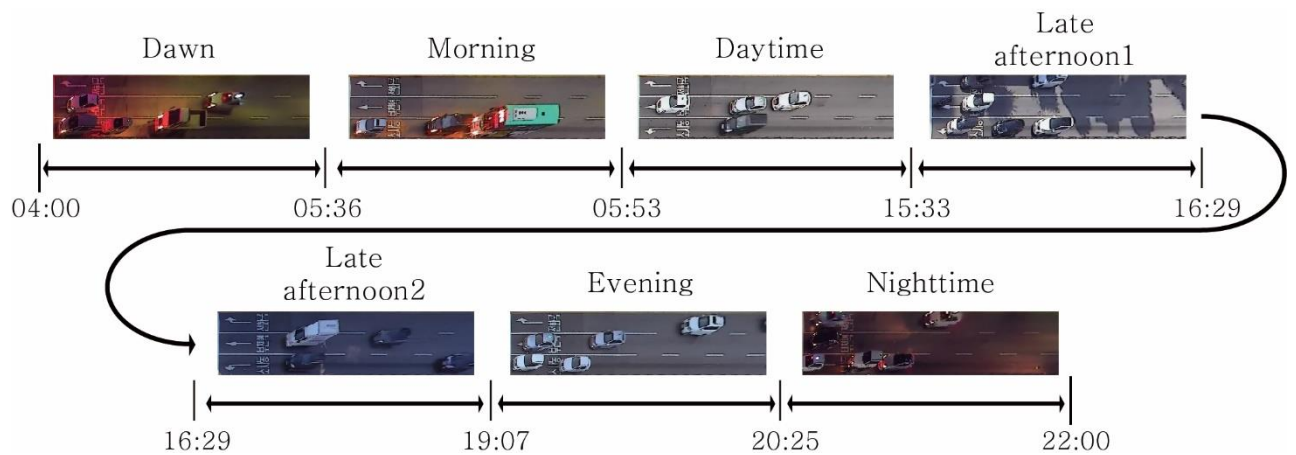 Dawn
Morning
Daytime
Late
afternoon1
04:00
05:36
05:53
15:33
16:29
Late
afternoon2
Evening
Nighttime
16:29
19:07
20:25
22:00